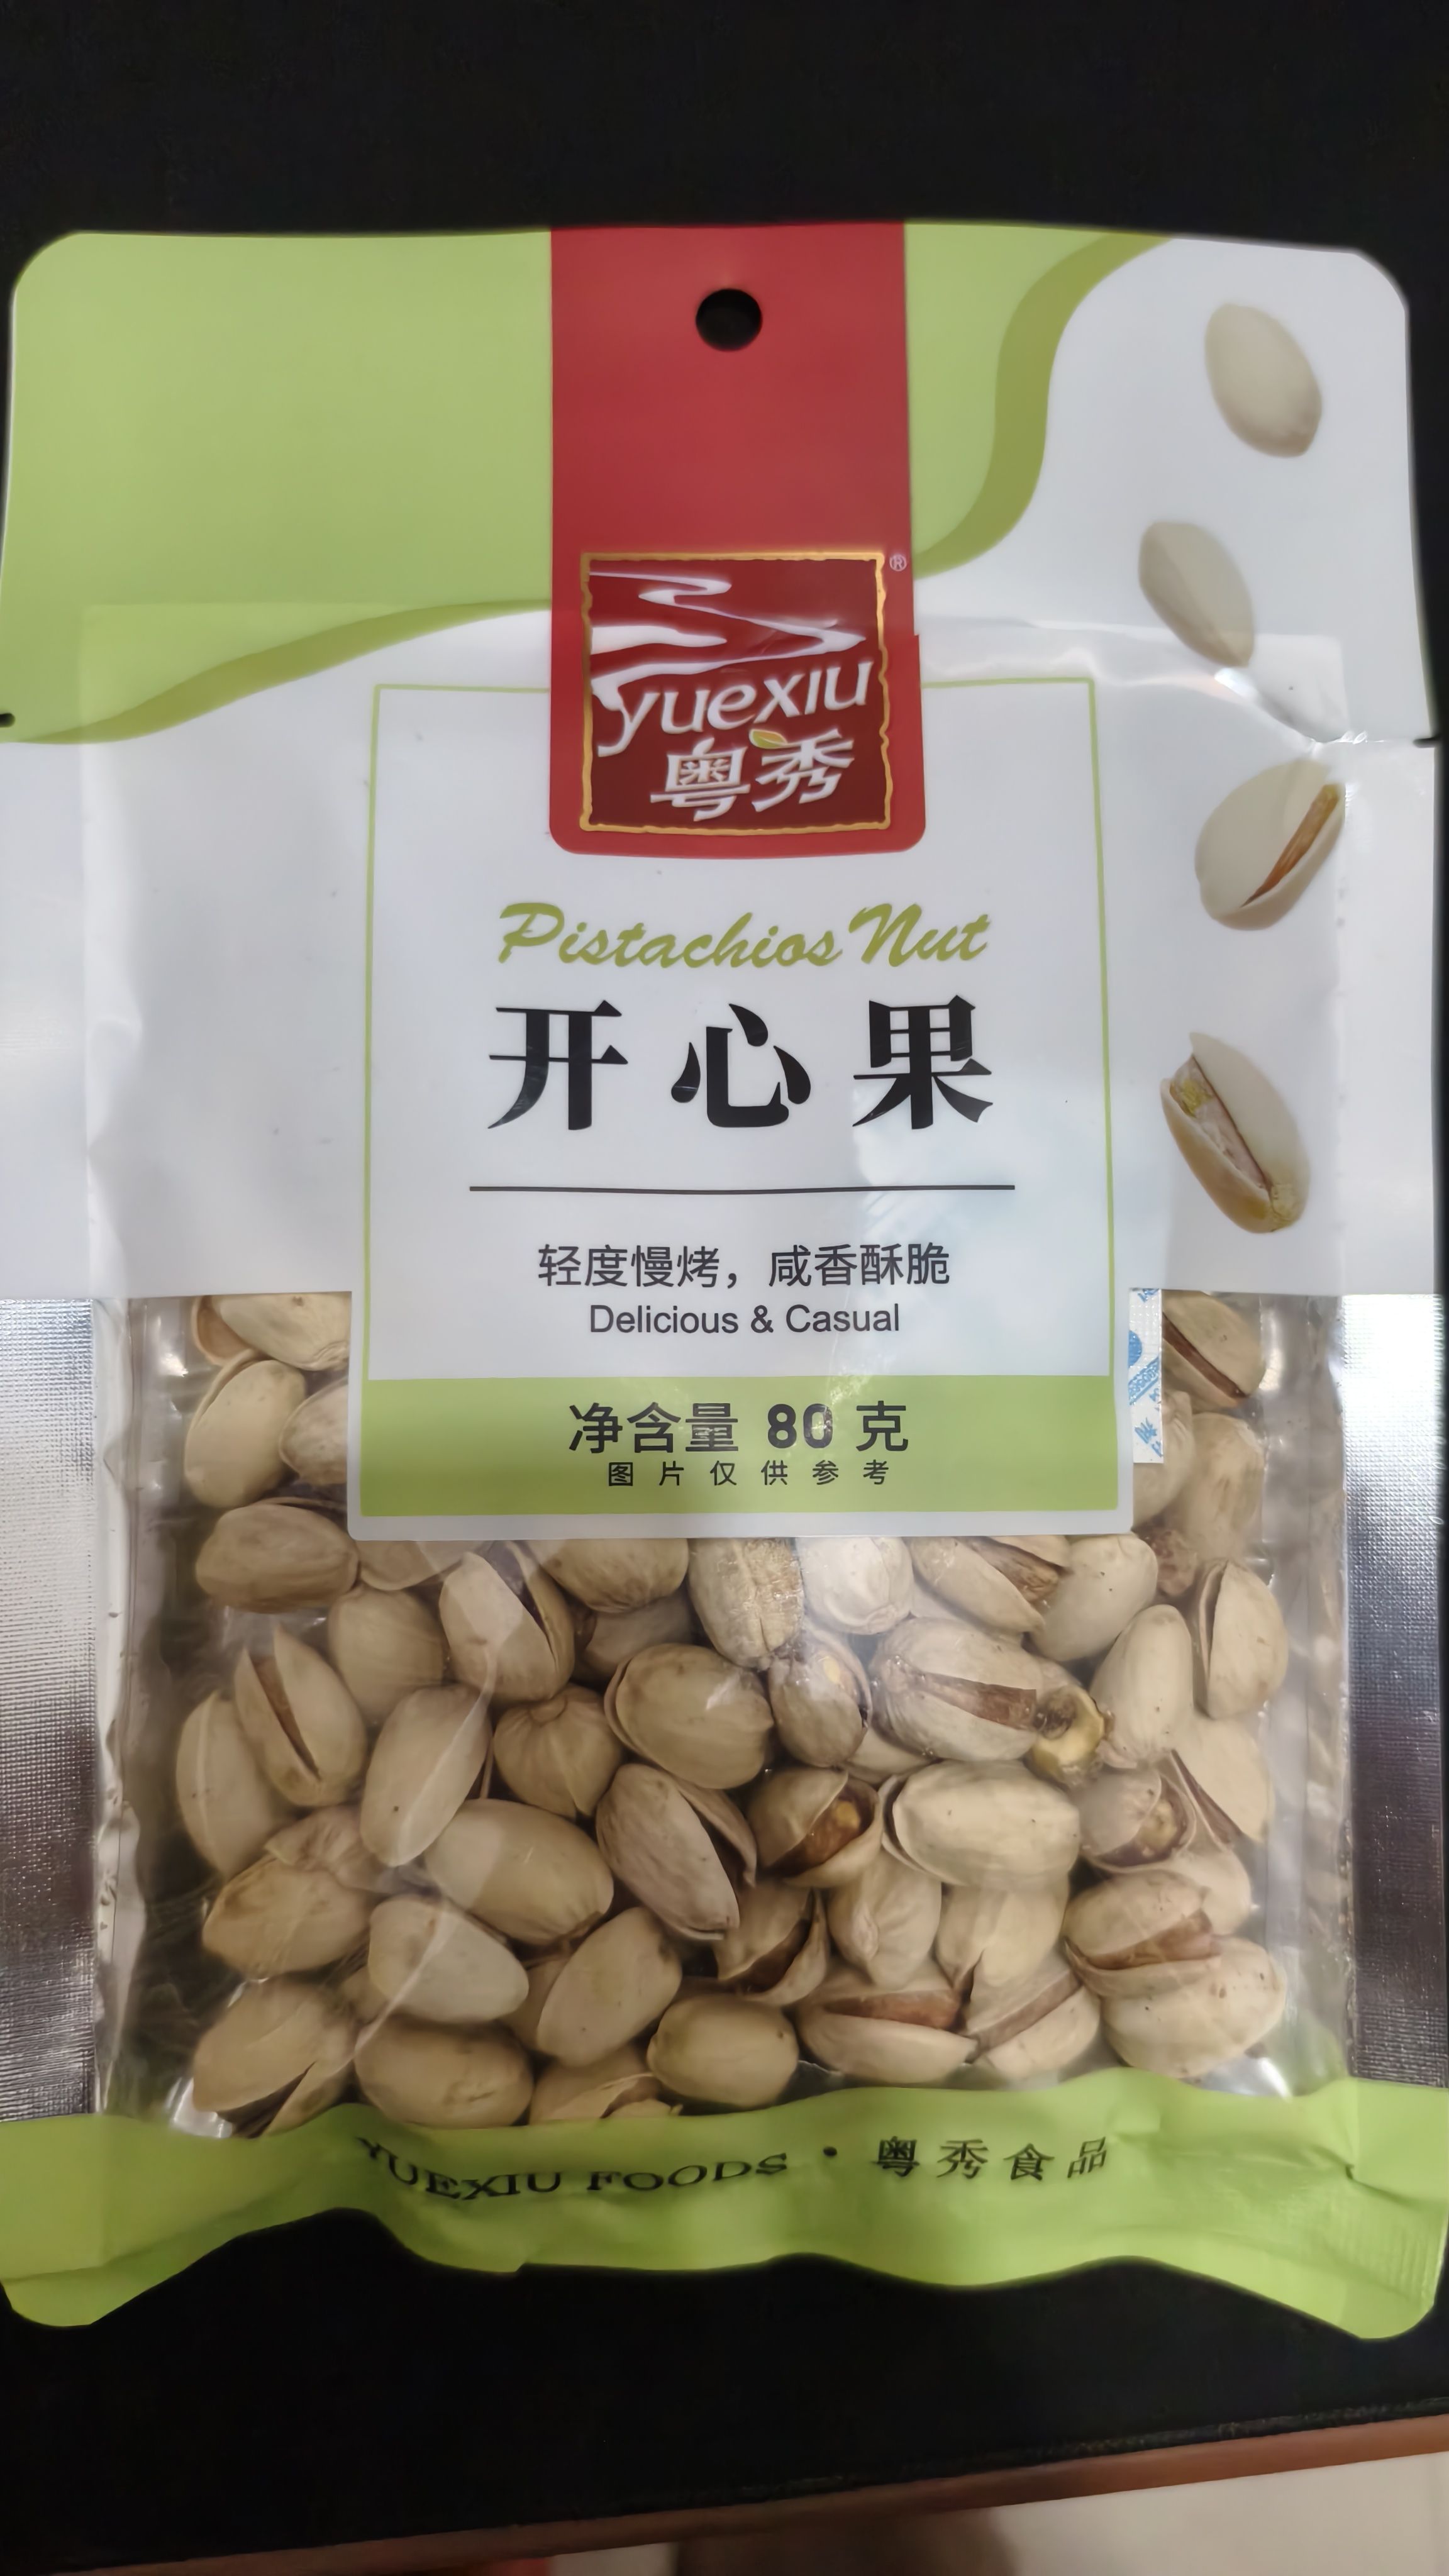 ®
yuexiu
粤秀
Pistachios Nut
开心果
轻度慢烤，咸香酥脆
Delicious & Casual
净含量 80 克
图片仅供参考
YUEXIU FOODS · 粤秀食品